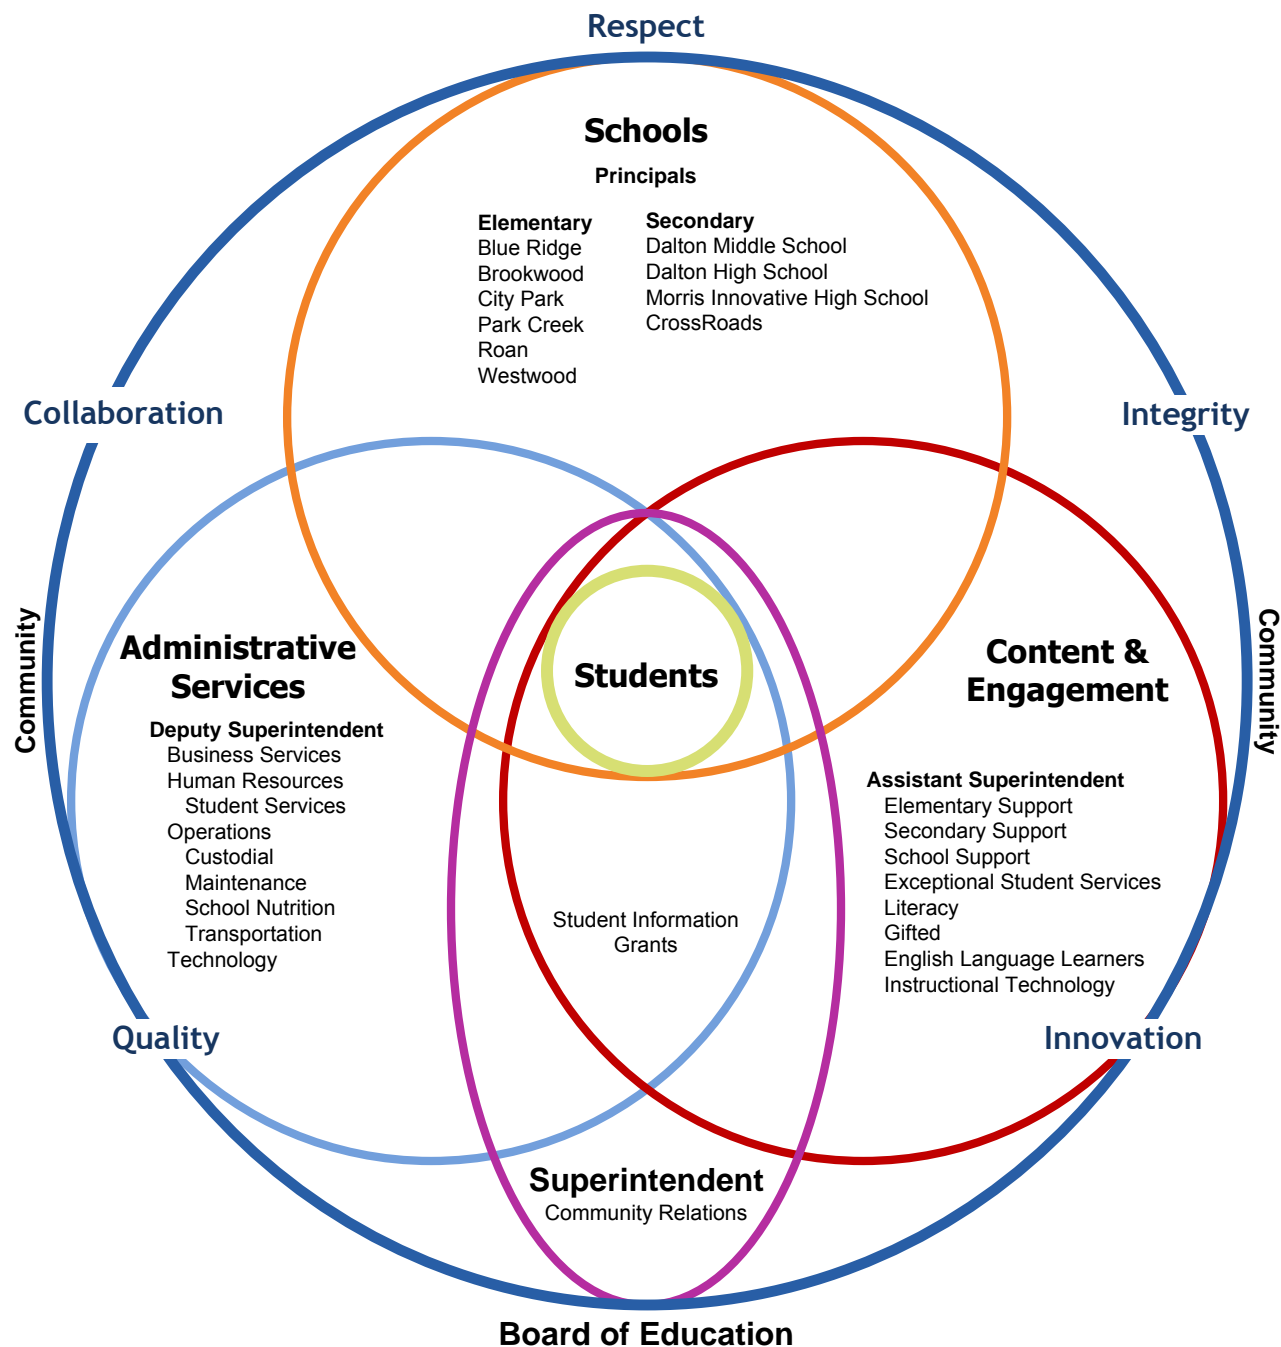 Respect
Schools
Principals
Elementary
Blue Ridge
Brookwood
City Park
Park Creek
Roan
Westwood
Secondary
Dalton Middle School
Dalton High School
Morris Innovative High School
CrossRoads
Collaboration
Integrity
Community
Administrative
Services
Deputy Superintendent
Business Services
Human Resources
Student Services
Operations
Custodial
Maintenance
School Nutrition
Transportation
Technology
Students
Content &
Engagement
Assistant Superintendent
Elementary Support
Secondary Support
School Support
Exceptional Student Services
Literacy
Gifted
English Language Learners
Instructional Technology
Community
Student Information
Grants
Quality
Innovation
Superintendent
Community Relations
Board of Education